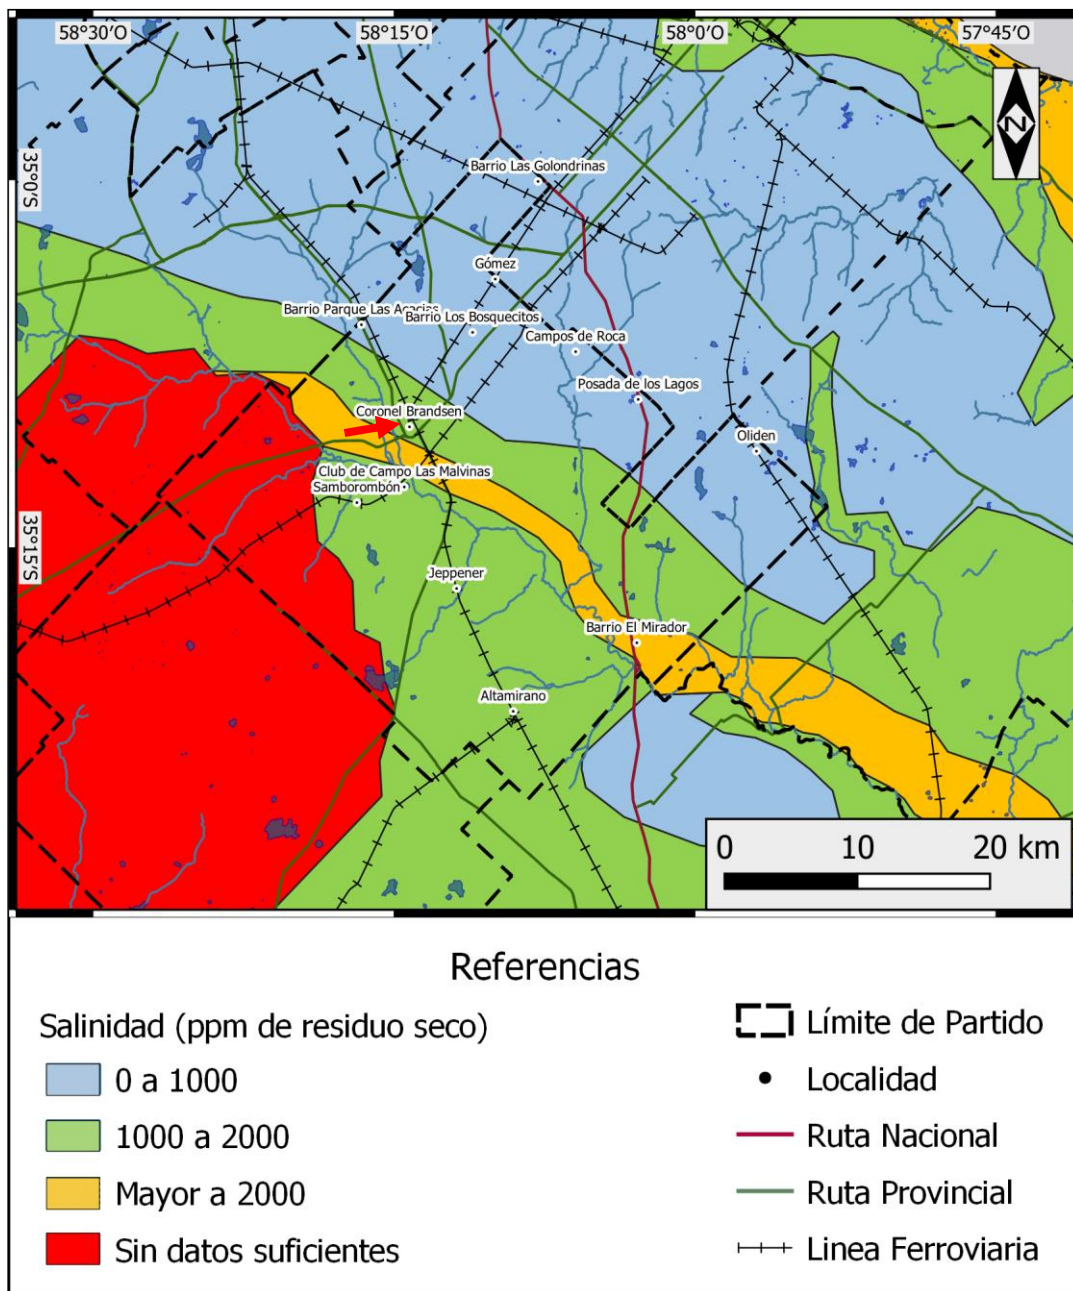 58°30'O
58°15'O
58°0'O
57°45'O
35°0'S
35°15'S
Z
Barrio Las Golondrinas
Gómez
Barrio Parque Las Acacias
Barrio Los Bosquecitos
Campos de Roca
Posada de los Lagos
Coronel Brandsen
Oliden
Club de Campo Las Malvinas
Samborombón
Jeppener
Barrio El Mirador
Altamirano
0 10 20 km
Referencias
Salinidad (ppm de residuo seco)
0 a 1000
1000 a 2000
Mayor a 2000
Sin datos suficientes
Límite de Partido
Localidad
Ruta Nacional
Ruta Provincial
Linea Ferroviaria